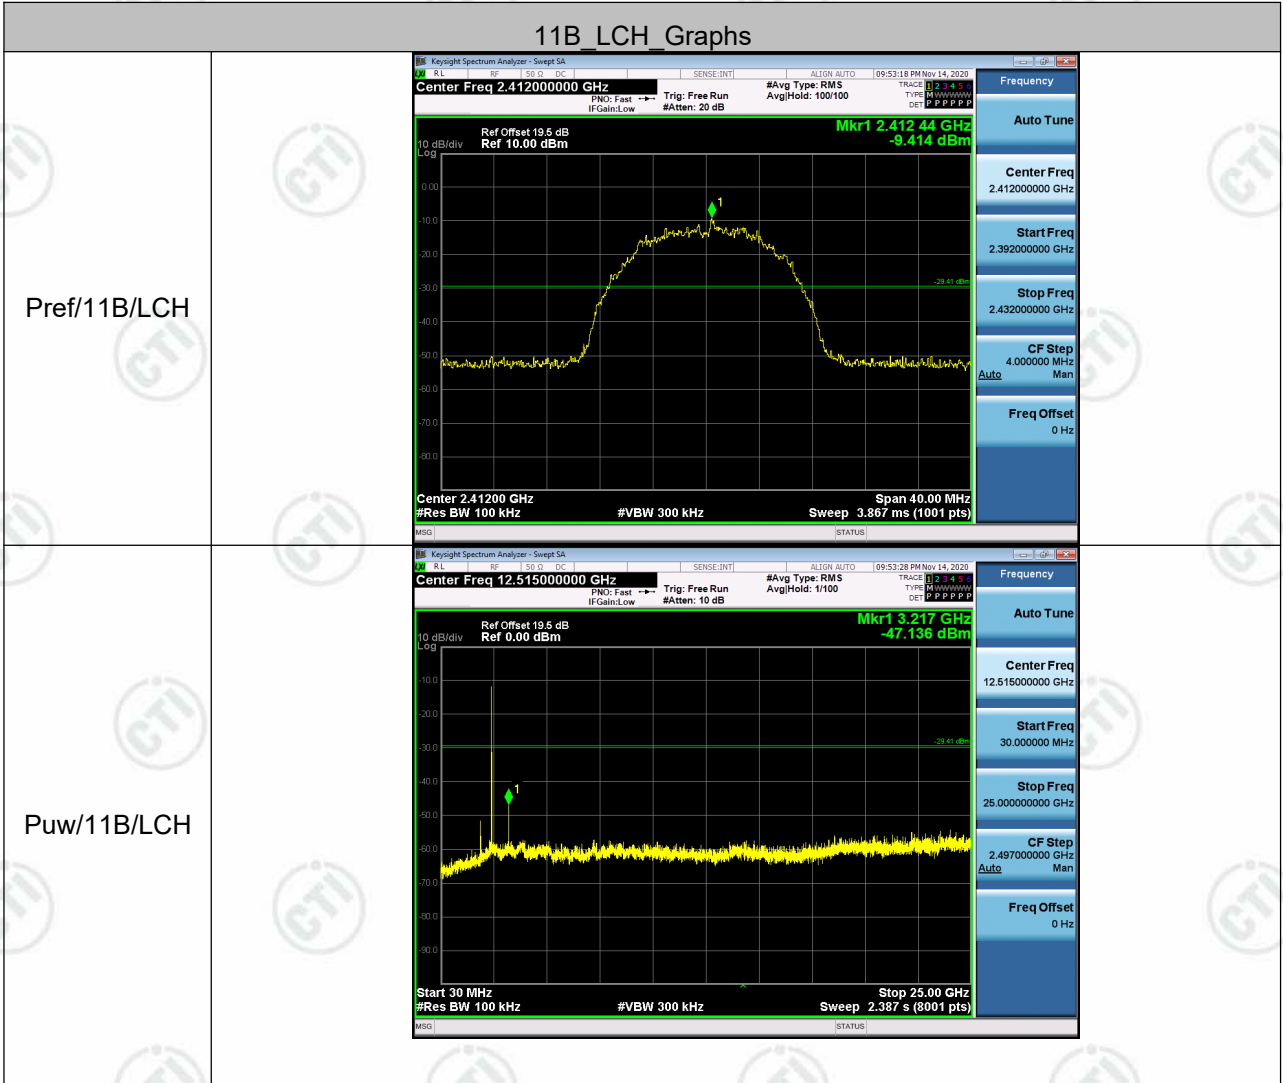 11B_LCH_Graphs
Pref/11B/LCH
Keysight Spectrum Analyzer - Swept SA
RL RF 50 Ω DC SENSE:INT ALIGN AUTO 09:53:18 PM Nov 14, 2020
Center Freq 2.412000000 GHz
PNO: Fast
IFGain:Low
Trig: Free Run
#Atten: 20 dB
#Avg Type: RMS
Avg|Hold: 100/100
TRACE 1 2 3 4 5 6
TYPE M W W W W W
DET P P P P P P
Ref Offset 19.5 dB
10 dB/div Ref 10.00 dBm
Log
Mkr1 2.412 44 GHz
-9.414 dBm
1
0.00
-10.0
-20.0
-29.41 dBm
-30.0
-40.0
-50.0
-60.0
-70.0
-80.0
Center 2.41200 GHz Span 40.00 MHz
#Res BW 100 kHz #VBW 300 kHz Sweep 3.867 ms (1001 pts)
MSG STATUS
Frequency
Auto Tune
Center Freq
2.412000000 GHz
Start Freq
2.392000000 GHz
Stop Freq
2.432000000 GHz
CF Step
4.000000 MHz
Auto Man
Freq Offset
0 Hz
Puw/11B/LCH
Keysight Spectrum Analyzer - Swept SA
RL RF 50 Ω DC SENSE:INT ALIGN AUTO 09:53:28 PM Nov 14, 2020
Center Freq 12.515000000 GHz
PNO: Fast
IFGain:Low
Trig: Free Run
#Atten: 10 dB
#Avg Type: RMS
Avg|Hold: 1/100
TRACE 1 2 3 4 5 6
TYPE M W W W W W
DET P P P P P P
Ref Offset 19.5 dB
10 dB/div Ref 0.00 dBm
Log
Mkr1 3.217 GHz
-47.136 dBm
-10.0
-20.0
-29.41 dBm
-30.0
-40.0
1
-50.0
-60.0
-70.0
-80.0
-90.0
Start 30 MHz Stop 25.00 GHz
#Res BW 100 kHz #VBW 300 kHz Sweep 2.387 s (8001 pts)
MSG STATUS
Frequency
Auto Tune
Center Freq
12.515000000 GHz
Start Freq
30.000000 MHz
Stop Freq
25.000000000 GHz
CF Step
2.497000000 GHz
Auto Man
Freq Offset
0 Hz
CTI
CTI
CTI
CTI
CTI
CTI
CTI
CTI
CTI
CTI